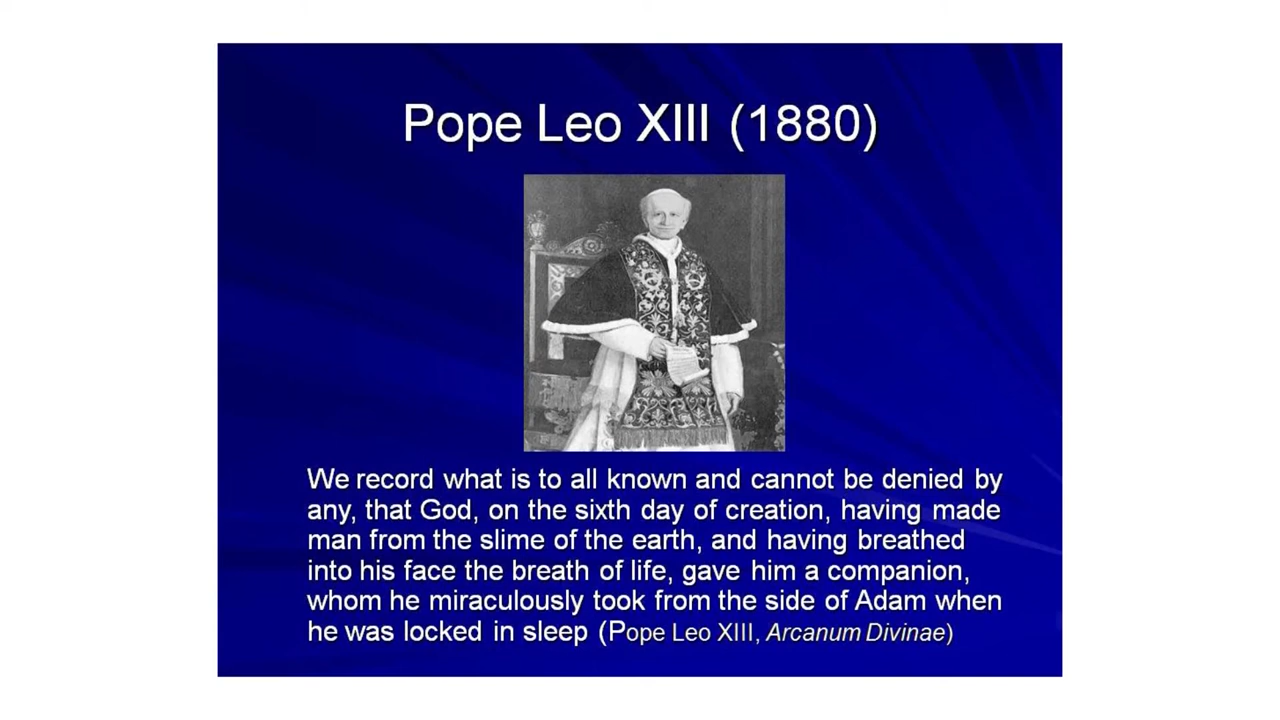 Pope Leo XIII (1880)
We record what is to all known and cannot be denied by
any, that God, on the sixth day of creation, having made
man from the slime of the earth, and having breathed
into his face the breath of life, gave him a companion,
whom he miraculously took from the side of Adam when
he was locked in sleep (Pope Leo XIII, Arcanum Divinae)